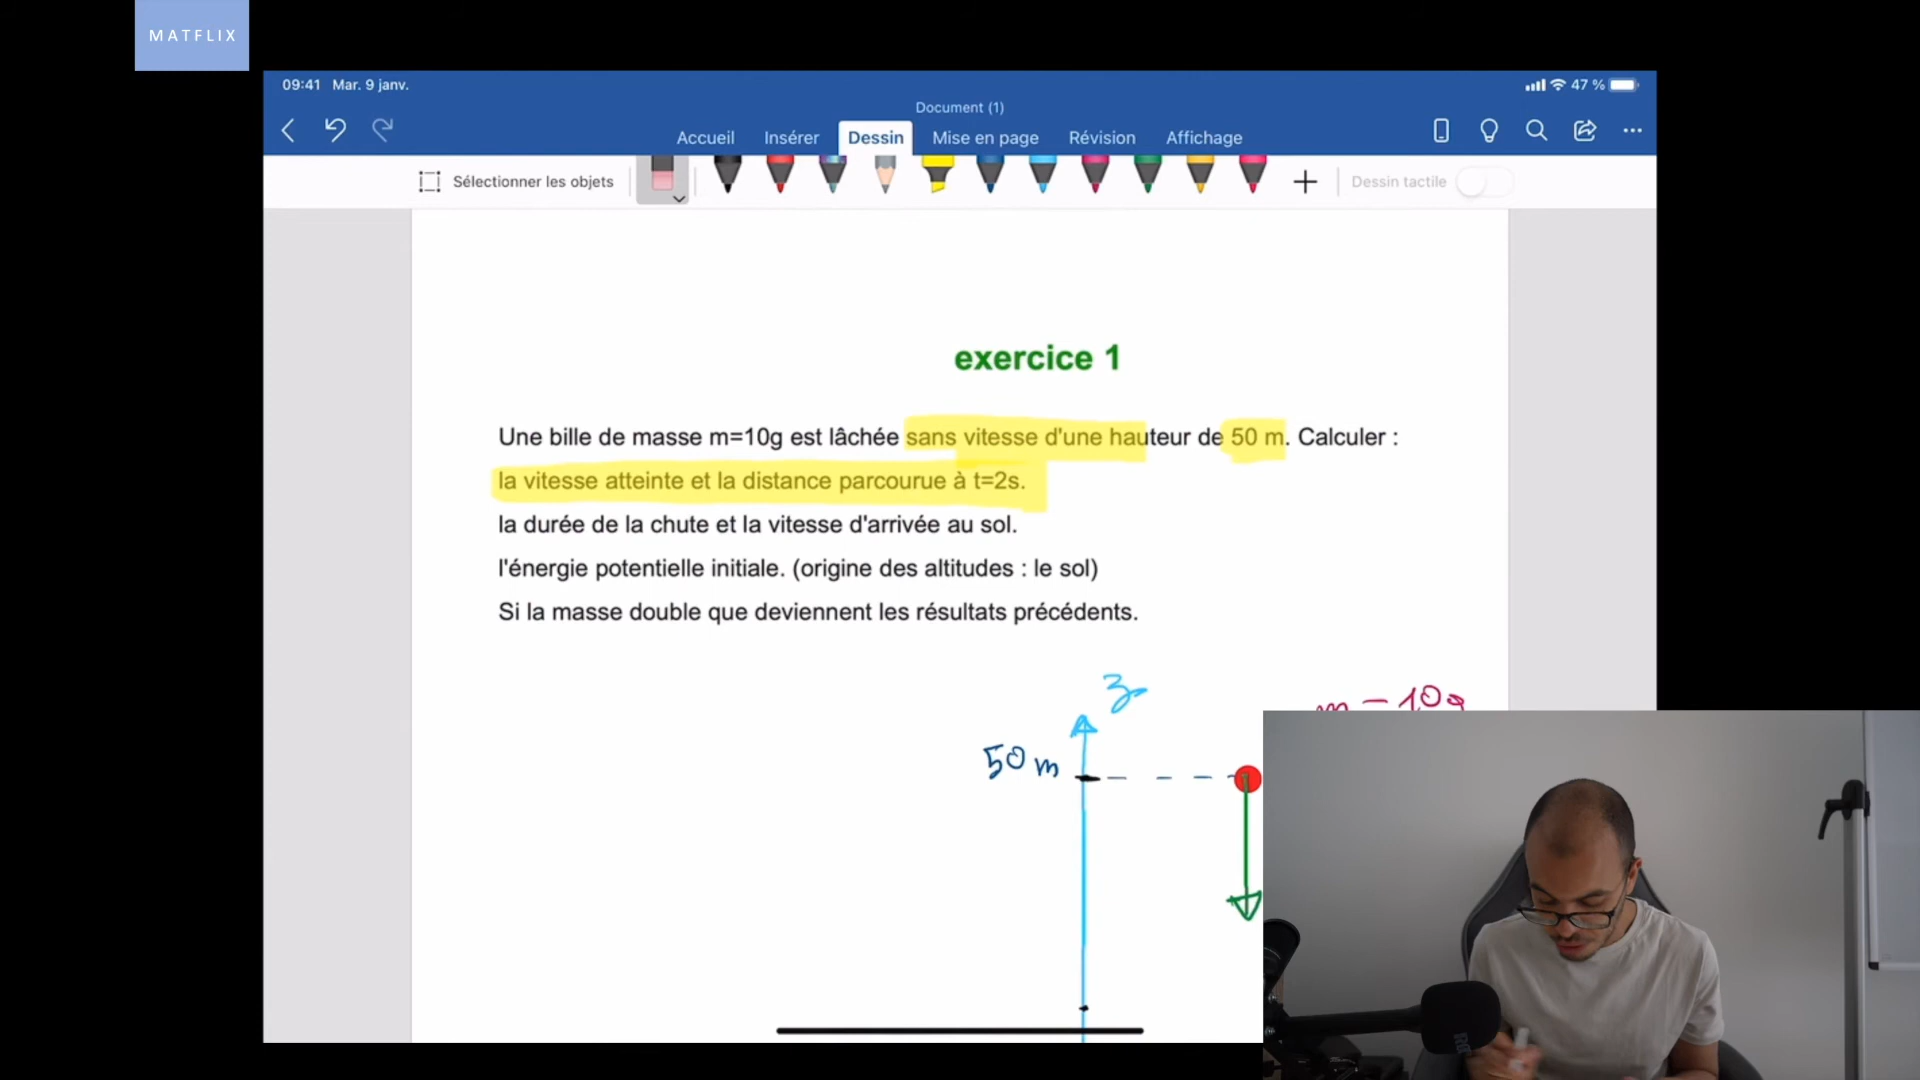 MATFLIX
09:41 Mar. 9 janv.
47 %
Document (1)
Accueil Insérer Dessin Mise en page Révision Affichage
Sélectionner les objets
Dessin tactile
exercice 1
Une bille de masse m=10g est lâchée sans vitesse d'une hauteur de 50 m. Calculer :
la vitesse atteinte et la distance parcourue à t=2s.
la durée de la chute et la vitesse d'arrivée au sol.
l'énergie potentielle initiale. (origine des altitudes : le sol)
Si la masse double que deviennent les résultats précédents.
z
m = 10g
50 m